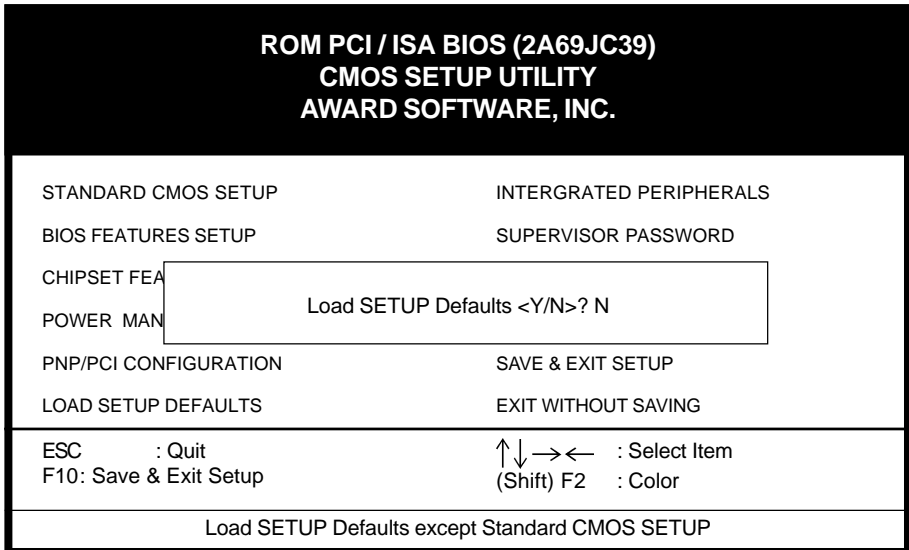 ROM PCI / ISA BIOS (2A69JC39)
CMOS SETUP UTILITY
AWARD SOFTWARE, INC.
STANDARD CMOS SETUP
INTERGRATED PERIPHERALS
BIOS FEATURES SETUP
SUPERVISOR PASSWORD
CHIPSET FEA
Load SETUP Defaults <Y/N>? N
POWER MAN
PNP/PCI CONFIGURATION
SAVE & EXIT SETUP
LOAD SETUP DEFAULTS
EXIT WITHOUT SAVING
ESC : Quit
↑↓→← : Select Item
F10: Save & Exit Setup
(Shift) F2 : Color
Load SETUP Defaults except Standard CMOS SETUP